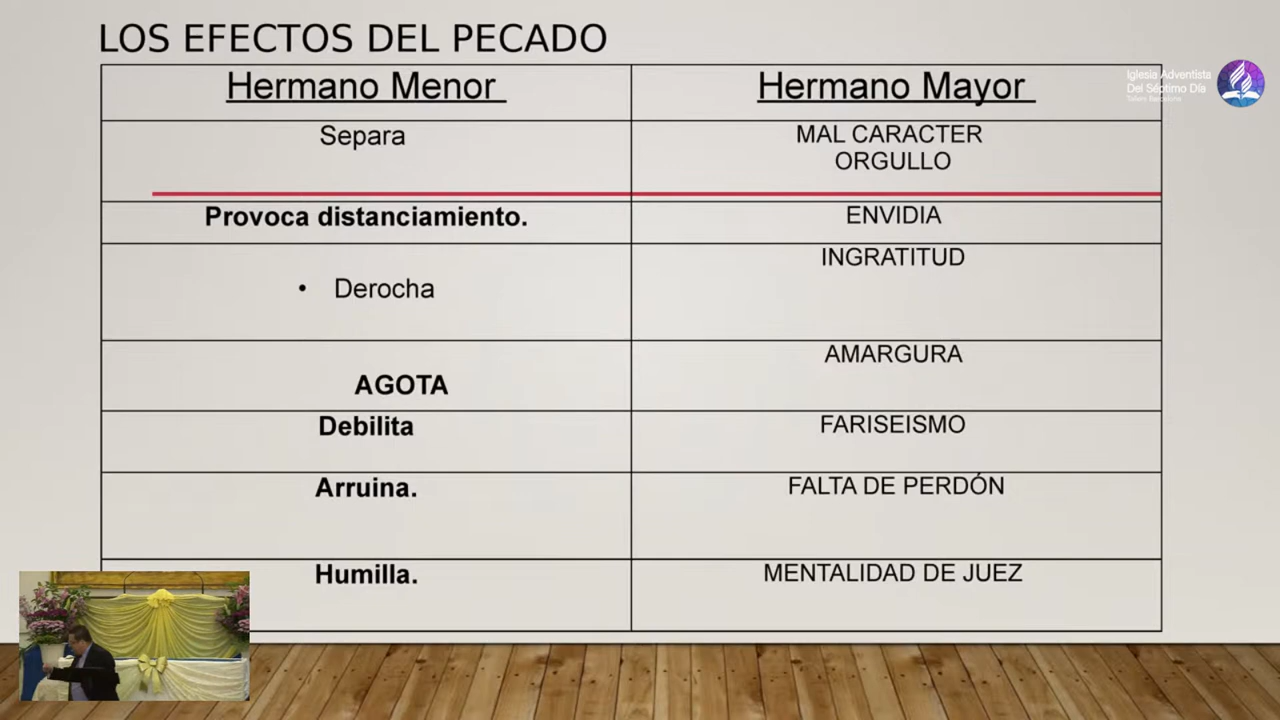 LOS EFECTOS DEL PECADO
Hermano Menor
Hermano Mayor
Iglesia Adventista
Del Séptimo Día
Separa
MAL CARACTER
ORGULLO
Provoca distanciamiento.
ENVIDIA
• Derocha
INGRATITUD
AGOTA
AMARGURA
Debilita
FARISEISMO
Arruina.
FALTA DE PERDÓN
Humilla.
MENTALIDAD DE JUEZ